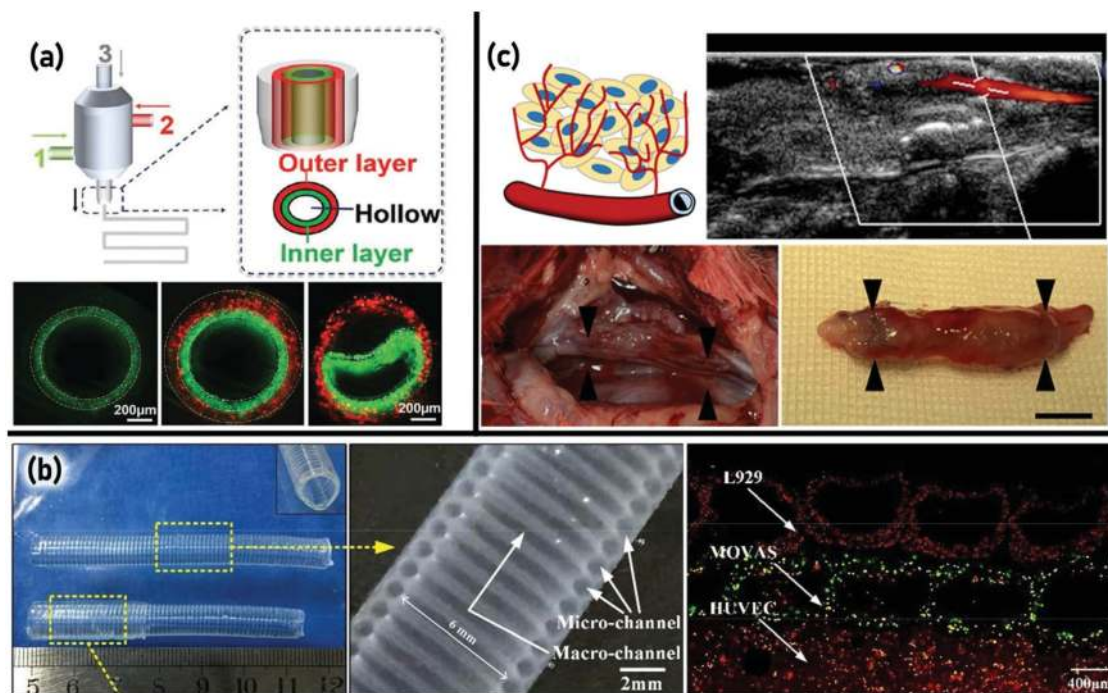 (a)
3
2
1
Outer layer
Hollow
Inner layer
200μm
200μm
(c)
(b)
5 6 7 8 9 10 11 12
6 mm
Micro-channel
Macro-channel
2mm
L929
MOVAS
HUVEC
400μm